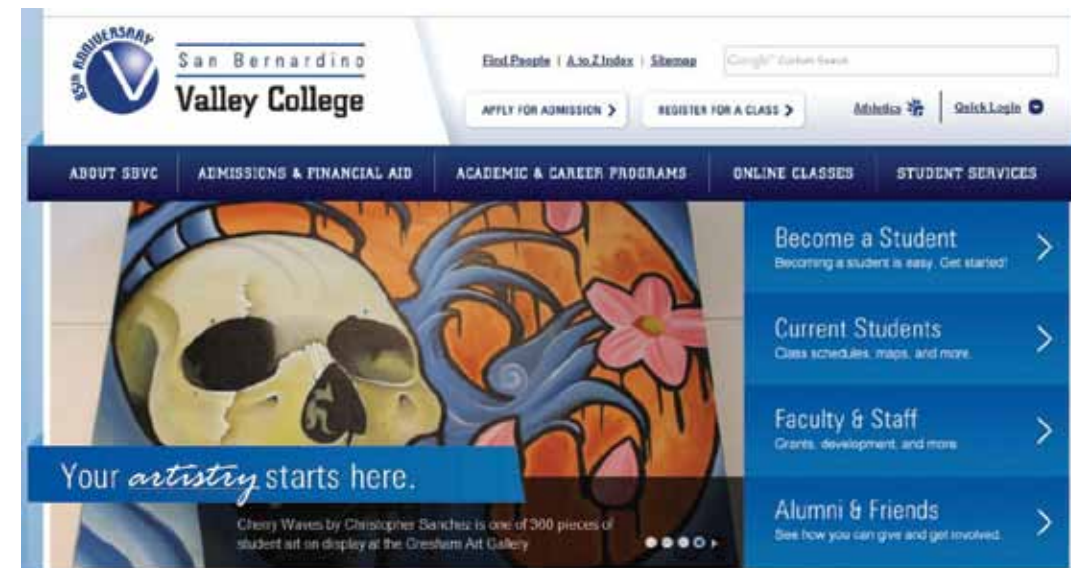 85th ANNIVERSARY
V
San Bernardino
Valley College
Find People | A to Z Index | Sitemap
Google™ Custom Search
APPLY FOR ADMISSION
REGISTER FOR A CLASS
Athletics
Quick Login
ABOUT SBVC
ADMISSIONS & FINANCIAL AID
ACADEMIC & CAREER PROGRAMS
ONLINE CLASSES
STUDENT SERVICES
Become a Student
Becoming a student is easy. Get started!
Current Students
Class schedules, maps, and more.
Faculty & Staff
Grants, development, and more
Alumni & Friends
See how you can give and get involved.
Your artistry starts here.
Cherry Waves by Christopher Sanchez is one of 360 pieces of
student art on display at the Gresham Art Gallery